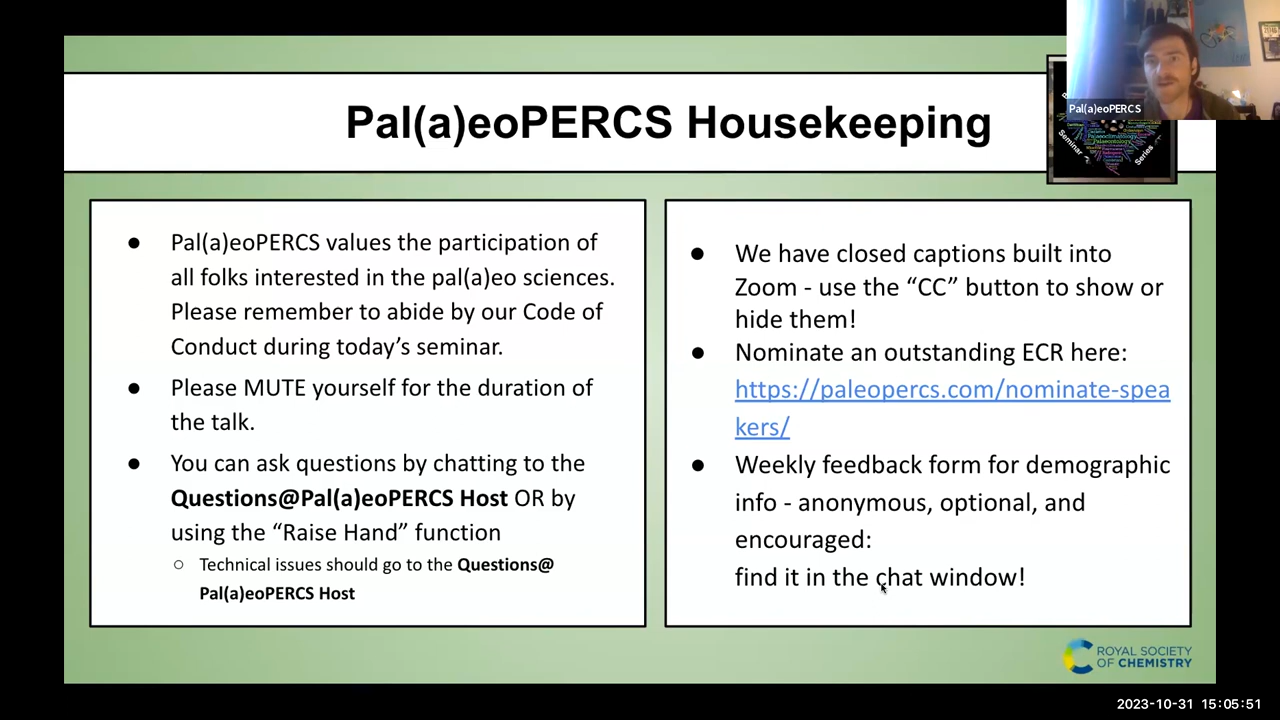 Pal(a)eoPERCS Housekeeping
Pal(a)eoPERCS
Seminar
Series
● Pal(a)eoPERCS values the participation of
all folks interested in the pal(a)eo sciences.
Please remember to abide by our Code of
Conduct during today’s seminar.
● Please MUTE yourself for the duration of
the talk.
● You can ask questions by chatting to the
Questions@Pal(a)eoPERCS Host OR by
using the “Raise Hand” function
○ Technical issues should go to the Questions@
Pal(a)eoPERCS Host
● We have closed captions built into
Zoom - use the “CC” button to show or
hide them!
● Nominate an outstanding ECR here:
https://paleopercs.com/nominate-spea
kers/
● Weekly feedback form for demographic
info - anonymous, optional, and
encouraged:
find it in the chat window!
ROYAL SOCIETY
OF CHEMISTRY
2023-10-31 15:05:51